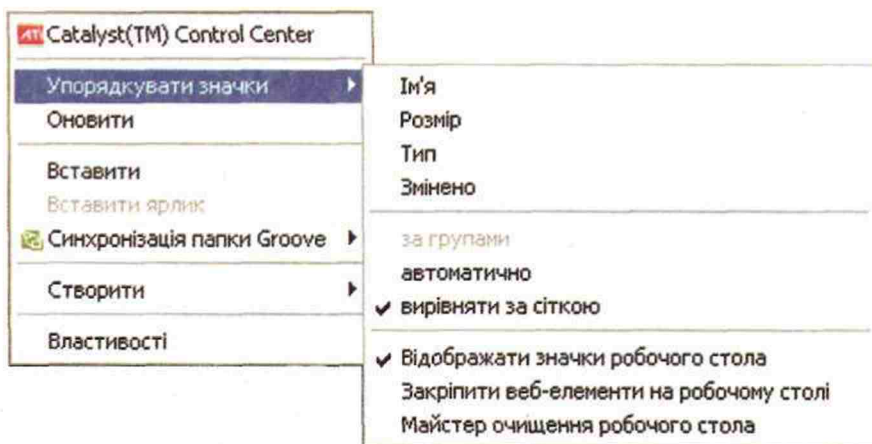 ATI Catalyst(TM) Control Center
Упорядкувати значки
Оновити
Вставити
Вставити ярлик
Синхронізація папки Groove
Створити
Властивості
Ім'я
Розмір
Тип
Змінено
за групами
автоматично
вирівняти за сіткою
Відображати значки робочого стола
Закріпити веб-елементи на робочому столі
Майстер очищення робочого стола